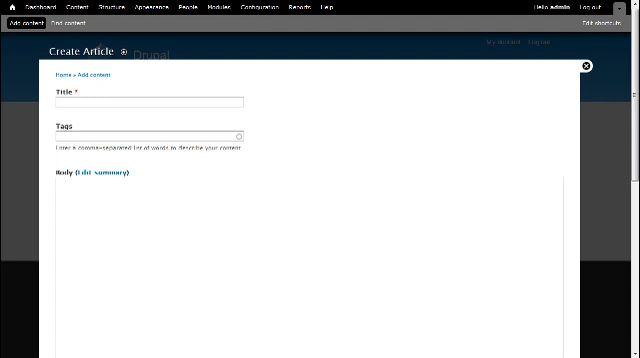 Dashboard Content Structure Appearance People Modules Configuration Reports Help Hello admin Log out
Add content Find content Edit shortcuts
My account Log out
Drupal
Create Article
Home » Add content
Title *
Tags
Enter a comma-separated list of words to describe your content
Body (Edit summary)